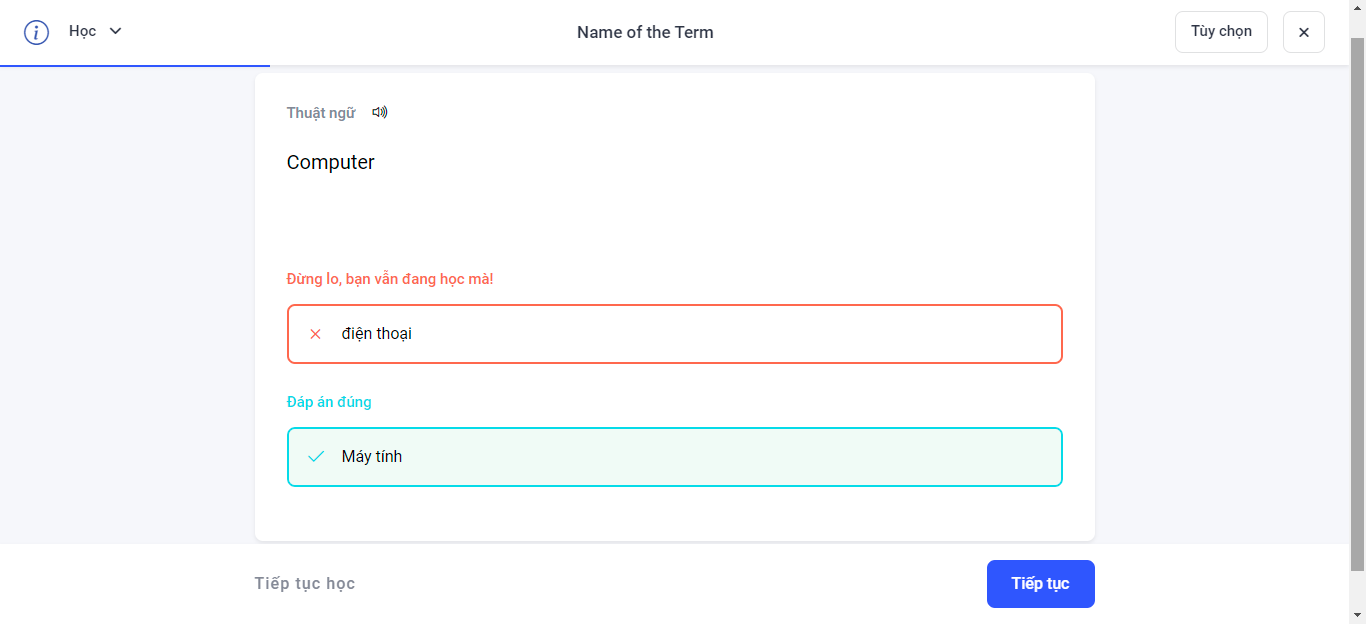 Học
Name of the Term
Tùy chọn
Thuật ngữ
Computer
Đừng lo, bạn vẫn đang học mà!
điện thoại
Đáp án đúng
Máy tính
Tiếp tục học
Tiếp tục